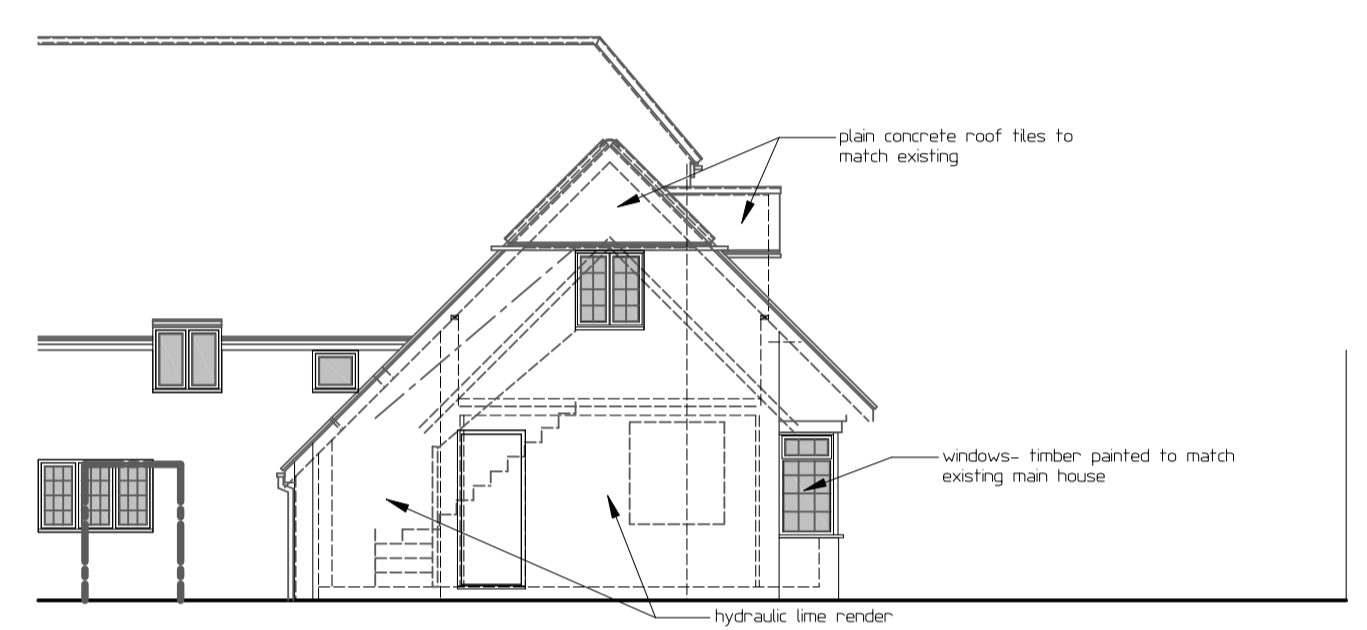 plain concrete roof tiles to
match existing
windows- timber painted to match
existing main house
hydraulic lime render